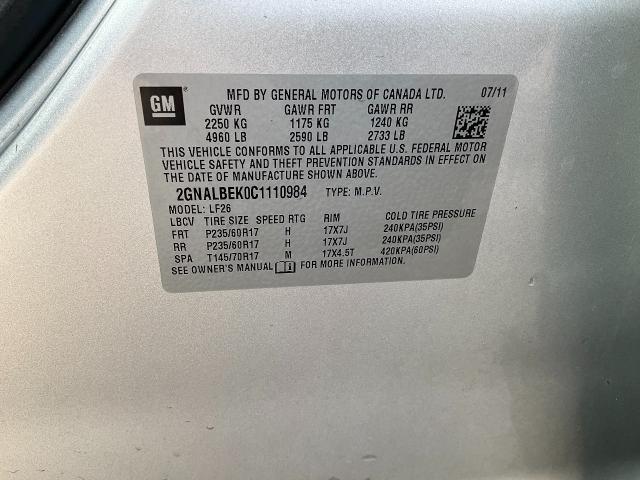 GM
MFD BY GENERAL MOTORS OF CANADA LTD. 07/11
GVWR GAWR FRT GAWR RR
2250 KG 1175 KG 1240 KG
4960 LB 2590 LB 2733 LB
THIS VEHICLE CONFORMS TO ALL APPLICABLE U.S. FEDERAL MOTOR
VEHICLE SAFETY AND THEFT PREVENTION STANDARDS IN EFFECT ON
THE DATE OF MANUFACTURE SHOWN ABOVE.
2GNALBEK0C1110984 TYPE: M.P.V.
MODEL: LF26
LBCV TIRE SIZE SPEED RTG RIM COLD TIRE PRESSURE
FRT P235/60R17 H 17X7J 240KPA(35PSI)
RR P235/60R17 H 17X7J 240KPA(35PSI)
SPA T145/70R17 M 17X4.5T 420KPA(60PSI)
SEE OWNER'S MANUAL FOR MORE INFORMATION.